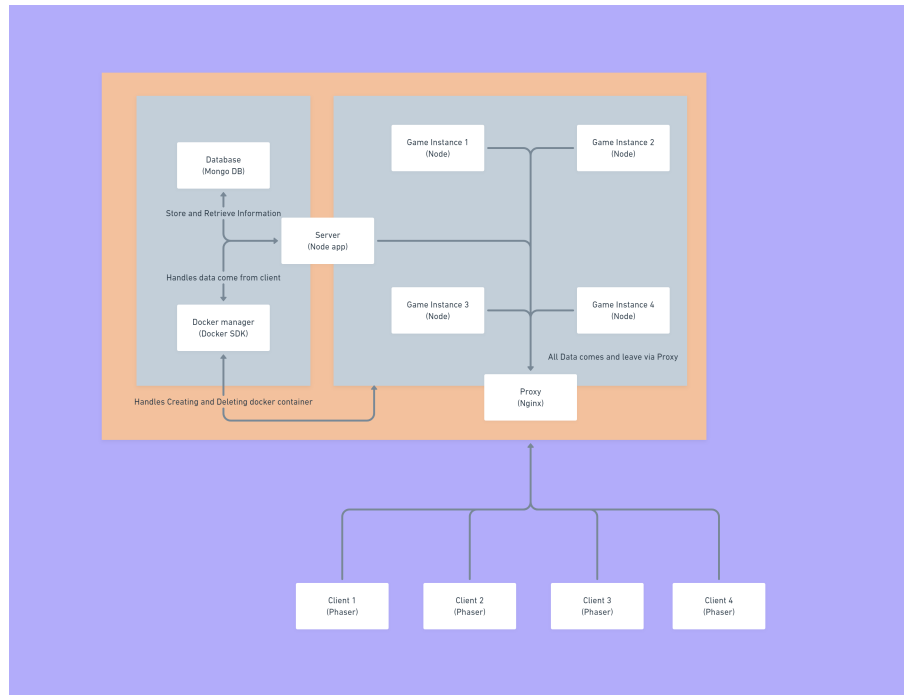 Database
(Mongo DB)
Store and Retrieve Information
Server
(Node app)
Handles data come from client
Docker manager
(Docker SDK)
Handles Creating and Deleting docker container
Game Instance 1
(Node)
Game Instance 2
(Node)
Game Instance 3
(Node)
Game Instance 4
(Node)
All Data comes and leave via Proxy
Proxy
(Nginx)
Client 1
(Phaser)
Client 2
(Phaser)
Client 3
(Phaser)
Client 4
(Phaser)